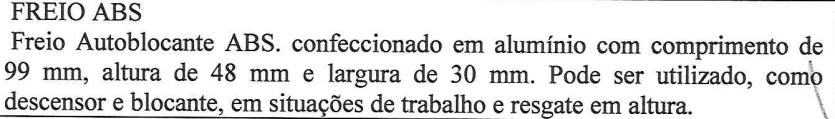 FREIO ABS
Freio Autoblocante ABS. confeccionado em alumínio com comprimento de
99 mm, altura de 48 mm e largura de 30 mm. Pode ser utilizado, como
descensor e blocante, em situações de trabalho e resgate em altura.